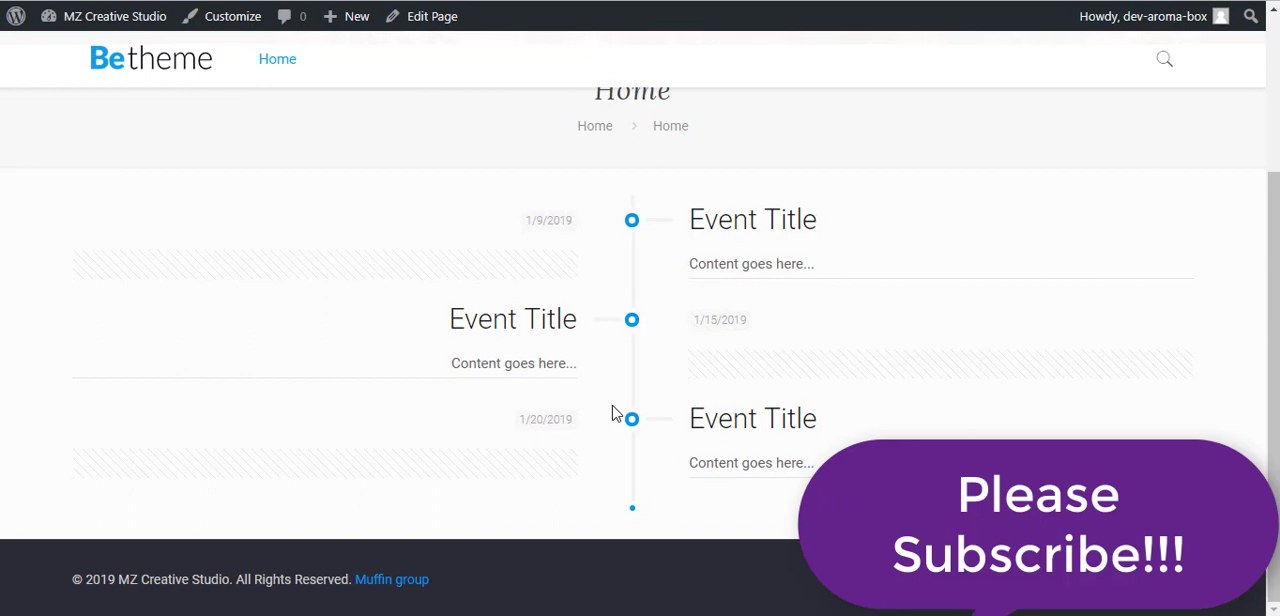 MZ Creative Studio Customize 0 New Edit Page Howdy, dev-aroma-box
Betheme Home
Home
Home > Home
1/9/2019 Event Title
Content goes here...
Event Title 1/15/2019
Content goes here...
1/20/2019 Event Title
Content goes here...
Please
Subscribe!!!
© 2019 MZ Creative Studio. All Rights Reserved. Muffin group